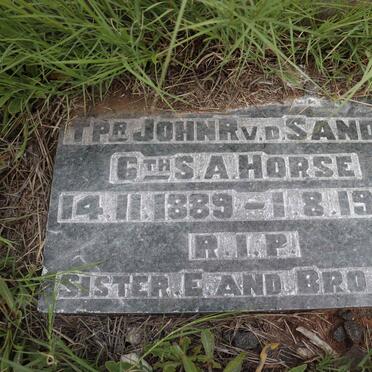 TPR JOHN R V.D. SAND
6TH S.A. HORSE
14.11.1889 - 1.8.19
R.I.P.
SISTER.E AND BRO